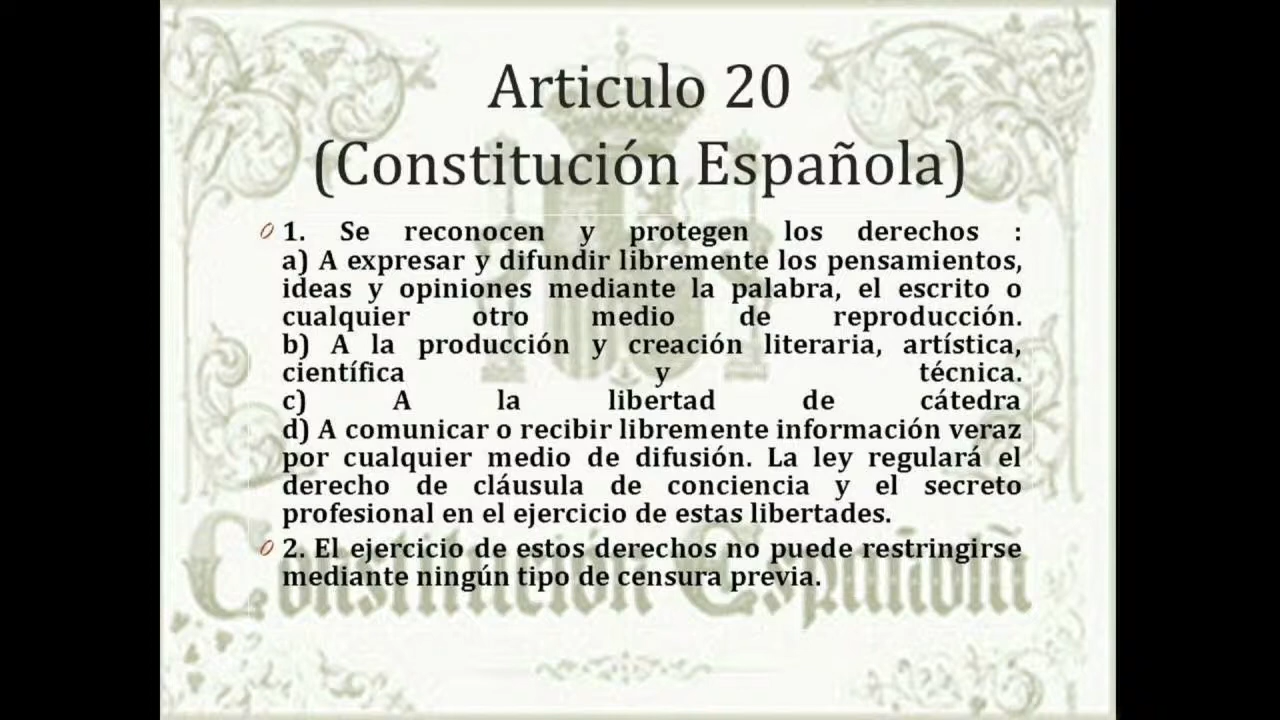 Articulo 20
(Constitución Española)
1. Se reconocen y protegen los derechos :
a) A expresar y difundir libremente los pensamientos,
ideas y opiniones mediante la palabra, el escrito o
cualquier otro medio de reproducción.
b) A la producción y creación literaria, artística,
científica y técnica.
c) A la libertad de cátedra
d) A comunicar o recibir libremente información veraz
por cualquier medio de difusión. La ley regulará el
derecho de cláusula de conciencia y el secreto
profesional en el ejercicio de estas libertades.
2. El ejercicio de estos derechos no puede restringirse
mediante ningún tipo de censura previa.
Constitución Española